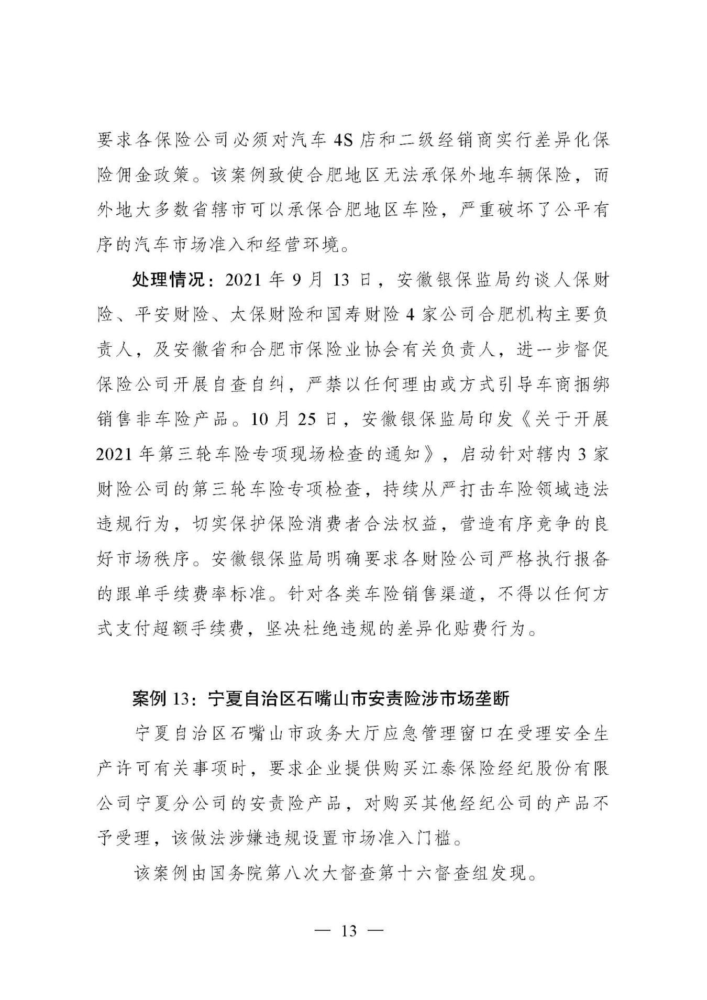 要求各保险公司必须对汽车 4S 店和二级经销商实行差异化保
险佣金政策。该案例致使合肥地区无法承保外地车辆保险，而
外地大多数省辖市可以承保合肥地区车险，严重破坏了公平有
序的汽车市场准入和经营环境。
处理情况：2021 年 9 月 13 日，安徽银保监局约谈人保财
险、平安财险、太保财险和国寿财险 4 家公司合肥机构主要负
责人，及安徽省和合肥市保险业协会有关负责人，进一步督促
保险公司开展自查自纠，严禁以任何理由或方式引导车商捆绑
销售非车险产品。10 月 25 日，安徽银保监局印发《关于开展
2021 年第三轮车险专项现场检查的通知》，启动针对辖内 3 家
财险公司的第三轮车险专项检查，持续从严打击车险领域违法
违规行为，切实保护保险消费者合法权益，营造有序竞争的良
好市场秩序。安徽银保监局明确要求各财险公司严格执行报备
的跟单手续费率标准。针对各类车险销售渠道，不得以任何方
式支付超额手续费，坚决杜绝违规的差异化贴费行为。
案例 13：宁夏自治区石嘴山市安责险涉市场垄断
宁夏自治区石嘴山市政务大厅应急管理窗口在受理安全生
产许可有关事项时，要求企业提供购买江泰保险经纪股份有限
公司宁夏分公司的安责险产品，对购买其他经纪公司的产品不
予受理，该做法涉嫌违规设置市场准入门槛。
该案例由国务院第八次大督查第十六督查组发现。
— 13 —